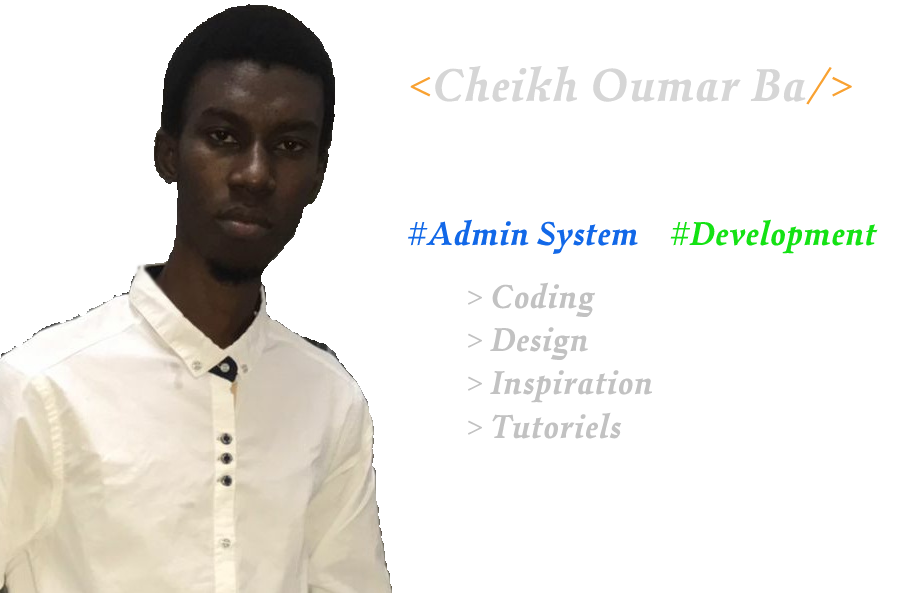 <Cheikh Oumar Ba/>
#Admin System #Development
> Coding
> Design
> Inspiration
> Tutoriels